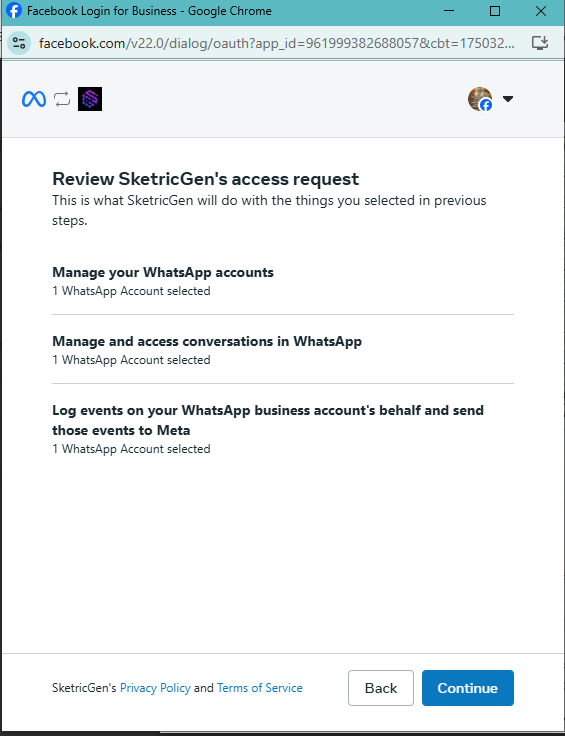 Facebook Login for Business - Google Chrome
facebook.com/v22.0/dialog/oauth?app_id=961999382688057&cbt=175032...
Review SketricGen's access request
This is what SketricGen will do with the things you selected in previous
steps.
Manage your WhatsApp accounts
1 WhatsApp Account selected
Manage and access conversations in WhatsApp
1 WhatsApp Account selected
Log events on your WhatsApp business account's behalf and send
those events to Meta
1 WhatsApp Account selected
SketricGen's Privacy Policy and Terms of Service
Back
Continue